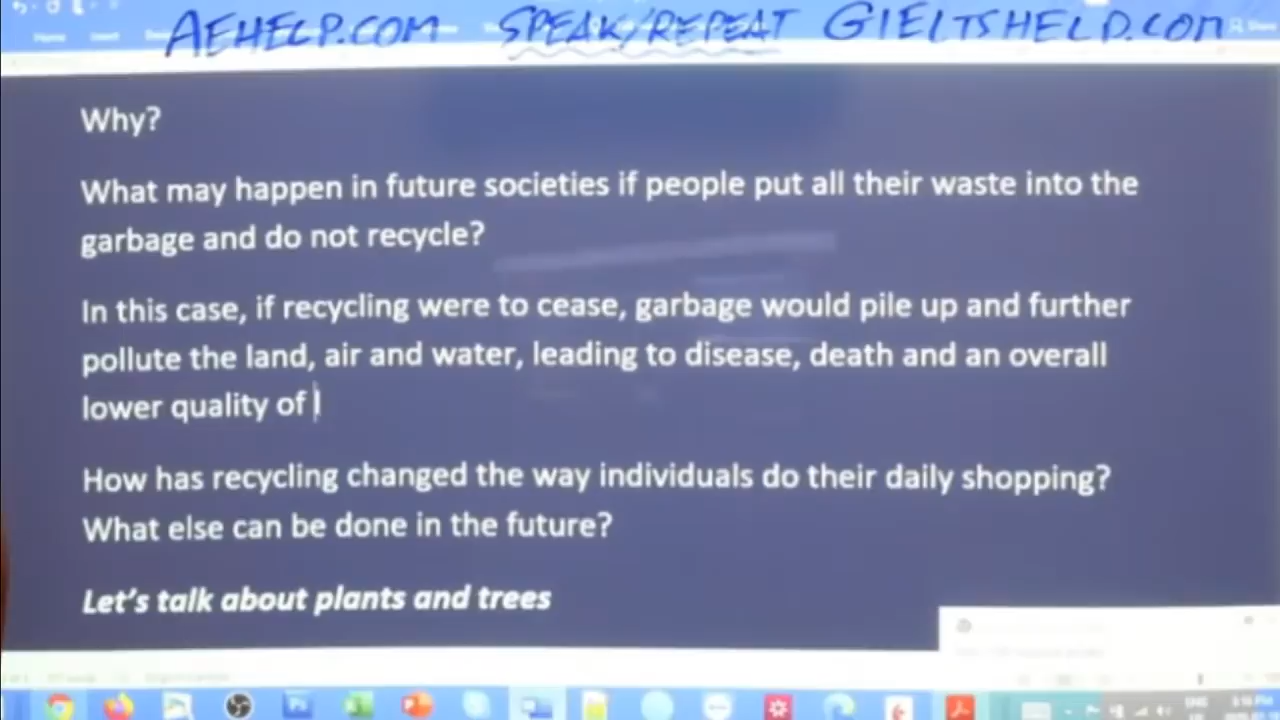 AEHELP.COM SPEAK/REPEAT GIELTSHELP.COM
Why?
What may happen in future societies if people put all their waste into the
garbage and do not recycle?
In this case, if recycling were to cease, garbage would pile up and further
pollute the land, air and water, leading to disease, death and an overall
lower quality of l
How has recycling changed the way individuals do their daily shopping?
What else can be done in the future?
Let's talk about plants and trees